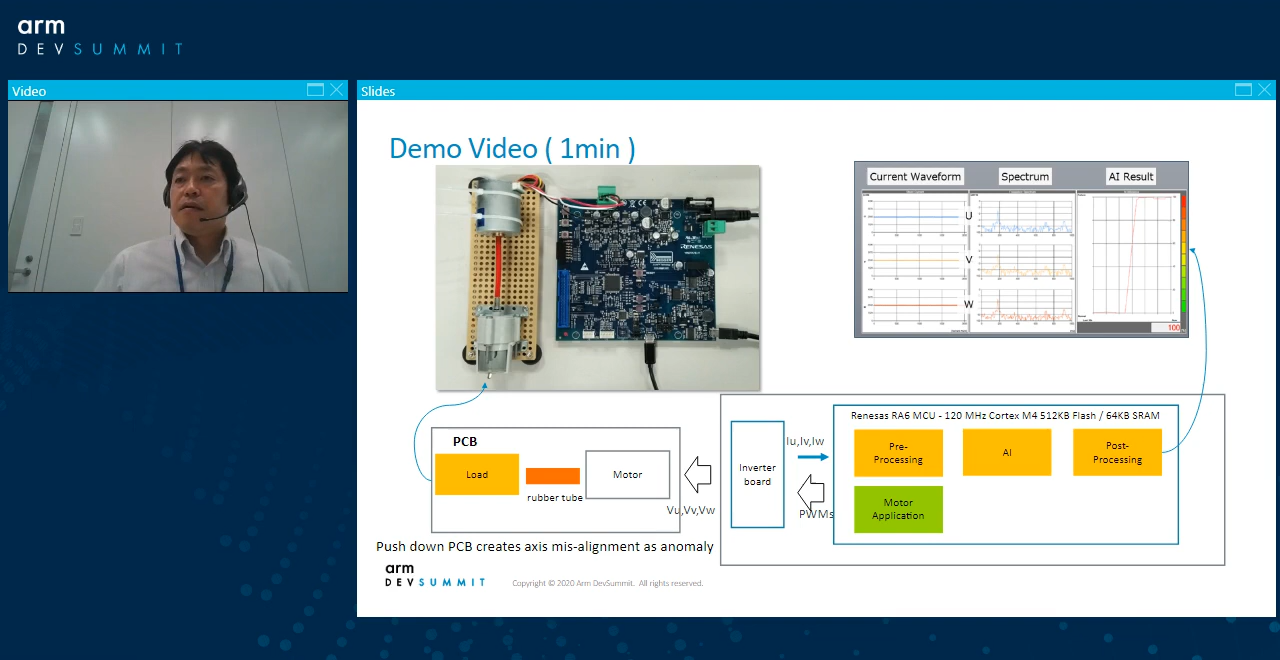 arm
DEVSUMMIT
Video
Slides
Demo Video ( 1min )
RENESAS
Current Waveform
Spectrum
AI Result
U
V
W
100
PCB
Load
rubber tube
Motor
Vu,Vv,Vw
Inverter
board
Iu,Iv,Iw
PWMs
Renesas RA6 MCU - 120 MHz Cortex M4 512KB Flash / 64KB SRAM
Pre-
Processing
AI
Post-
Processing
Motor
Application
Push down PCB creates axis mis-alignment as anomaly
arm
DEVSUMMIT
Copyright © 2020 Arm DevSummit. All rights reserved.